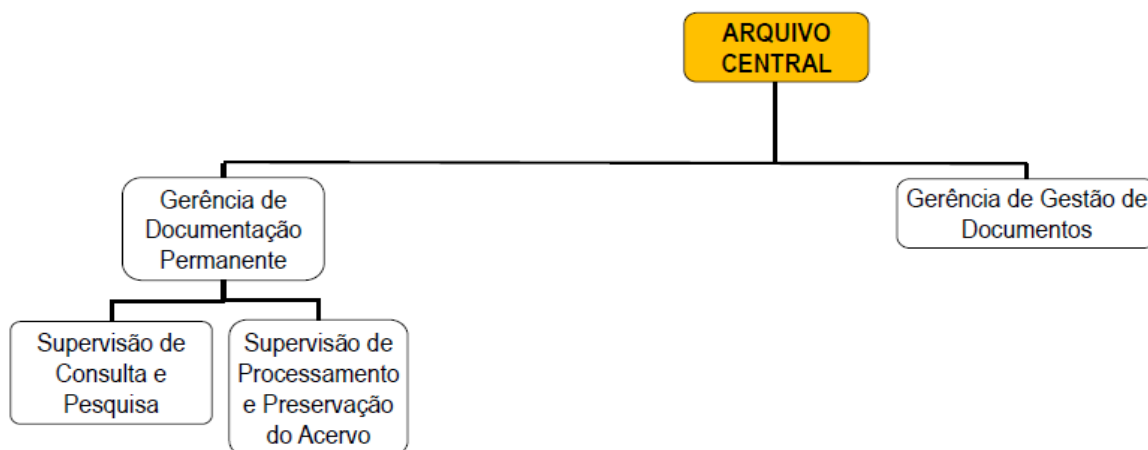 ARQUIVO
CENTRAL
Gerência de
Documentação
Permanente
Gerência de Gestão de
Documentos
Supervisão de
Consulta e
Pesquisa
Supervisão de
Processamento
e Preservação
do Acervo